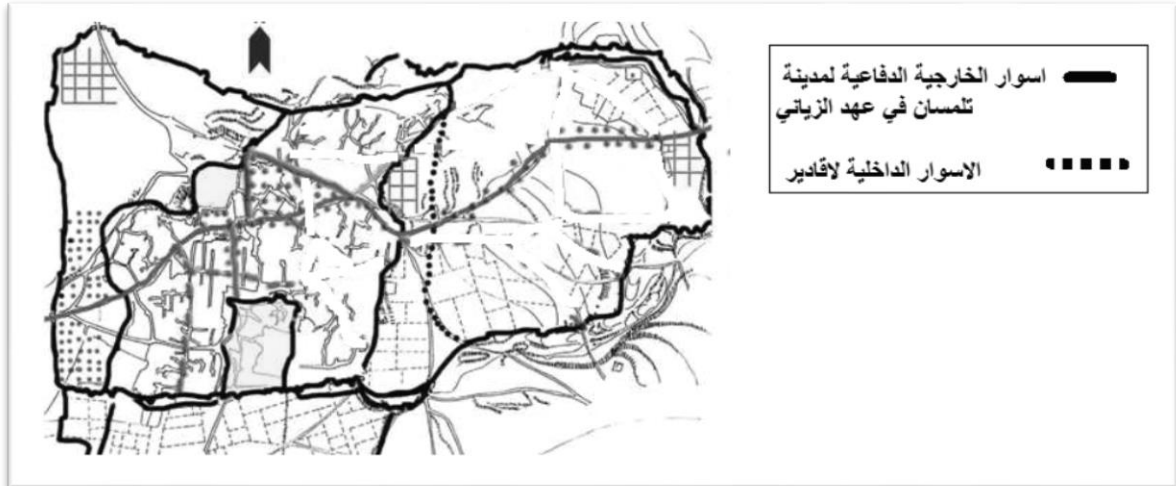 اسوار الخارجية الدفاعية لمدينة
تلمسان في عهد الزياني
الاسوار الداخلية لاقادير